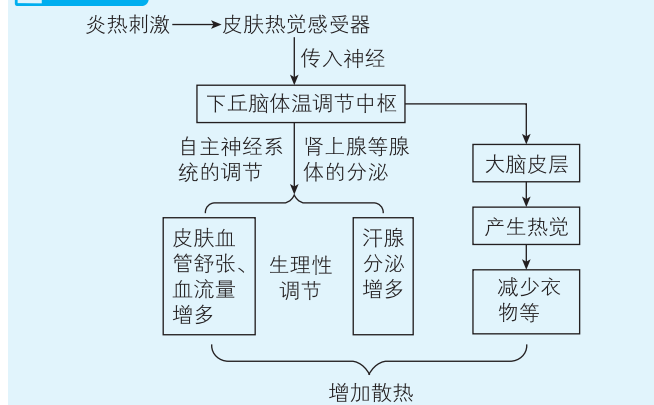 炎热刺激
皮肤热觉感受器
传入神经
下丘脑体温调节中枢
自主神经系
统的调节
肾上腺等腺
体的分泌
大脑皮层
产生热觉
减少衣
物等
皮肤血
管舒张、
血流量
增多
生理性
调节
汗腺
分泌
增多
增加散热